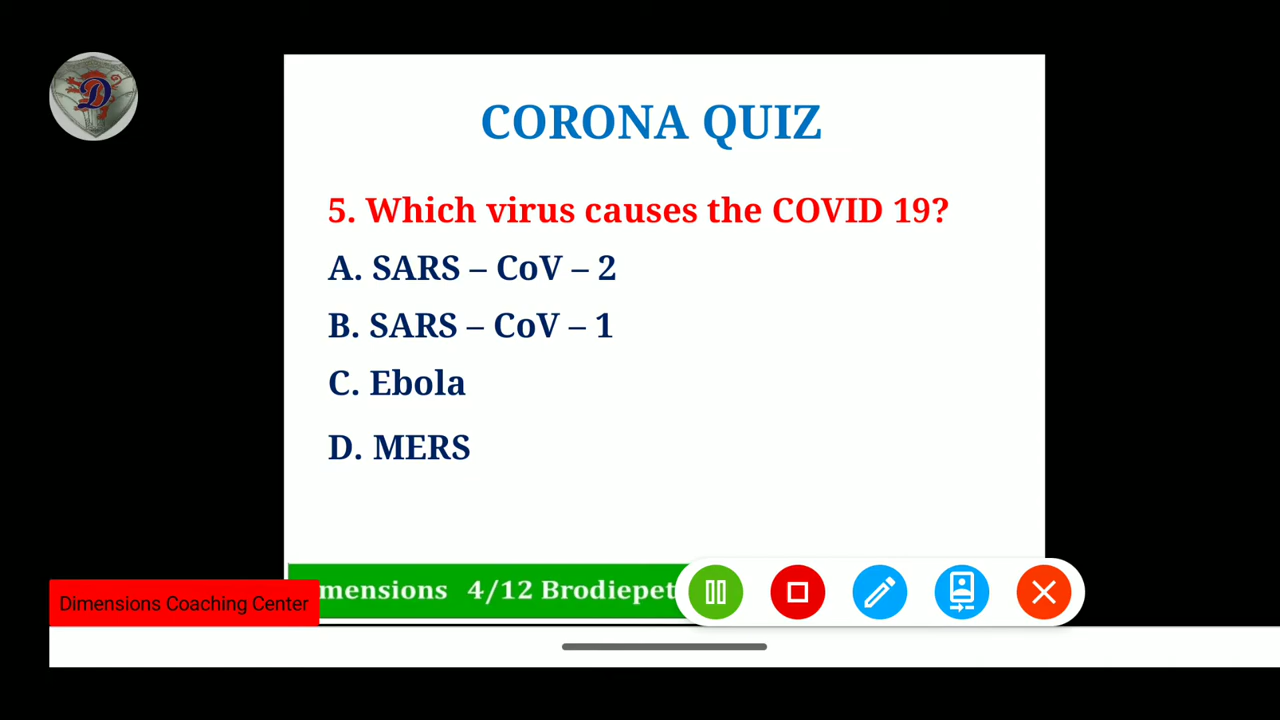 D
CORONA QUIZ
5. Which virus causes the COVID 19?
A. SARS – CoV – 2
B. SARS – CoV – 1
C. Ebola
D. MERS
mensions 4/12 Brodiepet
Dimensions Coaching Center